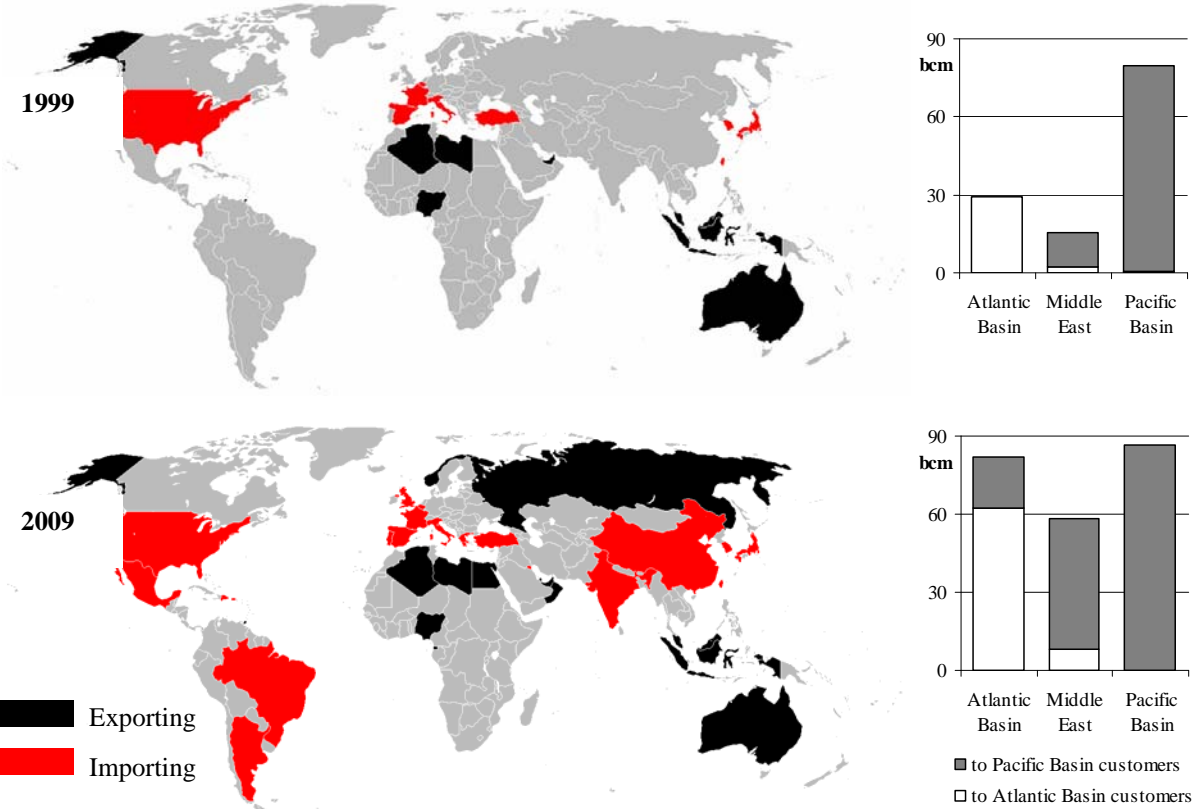 1999
90
bcm
60
30
0
Atlantic
Basin
Middle
East
Pacific
Basin
2009
Exporting
Importing
90
bcm
60
30
0
Atlantic
Basin
Middle
East
Pacific
Basin
to Pacific Basin customers
to Atlantic Basin customers